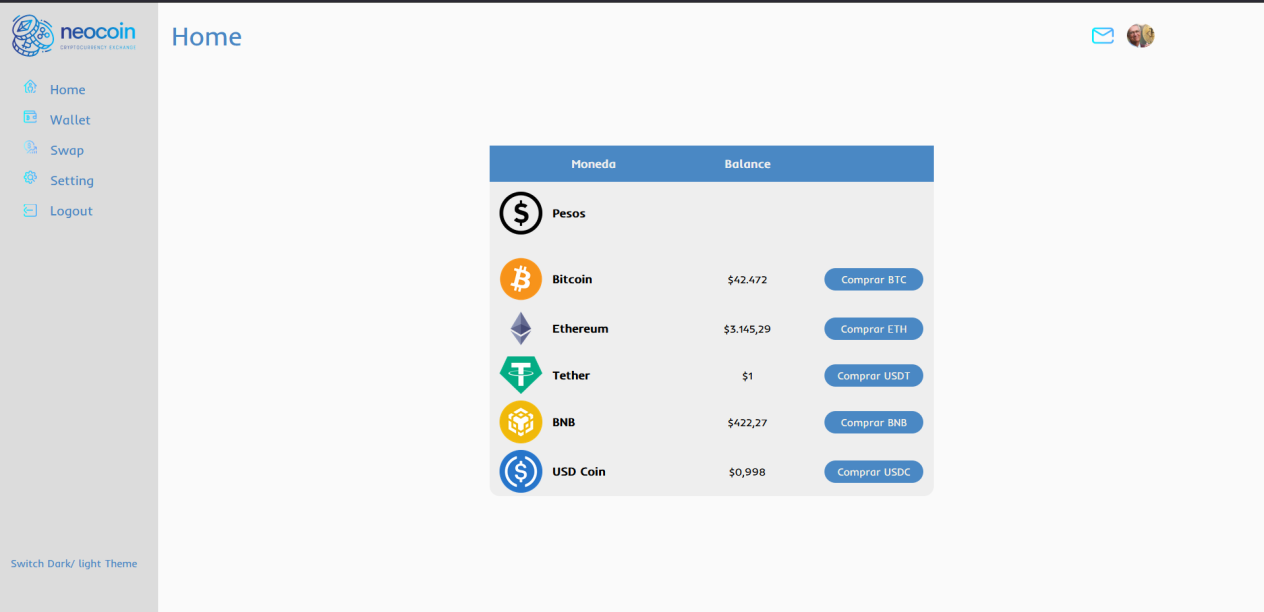 neocoin
CRYPTOCURRENCY EXCHANGE
Home
Home
Wallet
Swap
Setting
Logout
Moneda Balance
Pesos
Bitcoin $42.472 Comprar BTC
Ethereum $3.145,29 Comprar ETH
Tether $1 Comprar USDT
BNB $422,27 Comprar BNB
USD Coin $0,998 Comprar USDC
Switch Dark/ light Theme